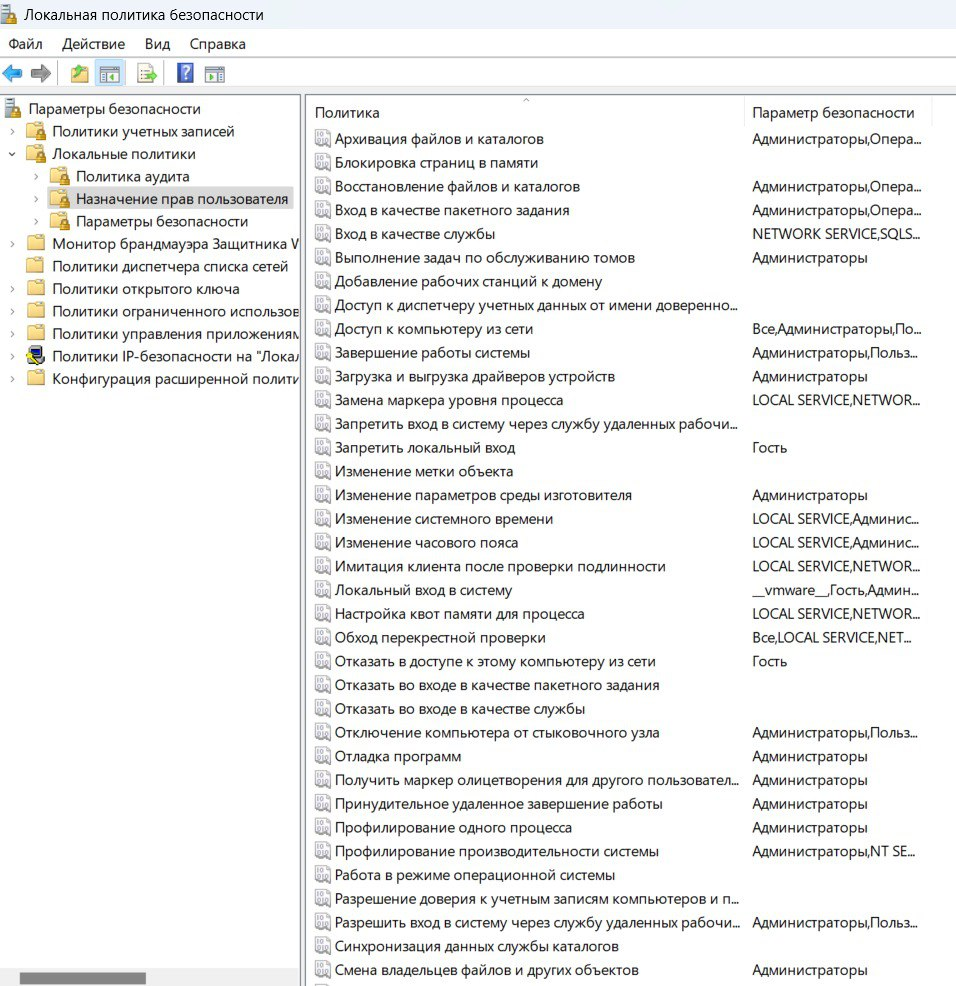 Локальная политика безопасности
Файл Действие Вид Справка
Параметры безопасности
Политики учетных записей
Локальные политики
Политика аудита
Назначение прав пользователя
Параметры безопасности
Монитор брандмауэра Защитника W
Политики диспетчера списка сетей
Политики открытого ключа
Политики ограниченного использов
Политики управления приложениям
Политики IP-безопасности на "Локал
Конфигурация расширенной полити
Политика Параметр безопасности
Архивация файлов и каталогов Администраторы,Опера...
Блокировка страниц в памяти
Восстановление файлов и каталогов Администраторы,Опера...
Вход в качестве пакетного задания Администраторы,Опера...
Вход в качестве службы NETWORK SERVICE,SQLS...
Выполнение задач по обслуживанию томов Администраторы
Добавление рабочих станций к домену
Доступ к диспетчеру учетных данных от имени доверенно...
Доступ к компьютеру из сети Все,Администраторы,По...
Завершение работы системы Администраторы,Польз...
Загрузка и выгрузка драйверов устройств Администраторы
Замена маркера уровня процесса LOCAL SERVICE,NETWOR...
Запретить вход в систему через службу удаленных рабочи...
Запретить локальный вход Гость
Изменение метки объекта
Изменение параметров среды изготовителя Администраторы
Изменение системного времени LOCAL SERVICE,Админис...
Изменение часового пояса LOCAL SERVICE,Админис...
Имитация клиента после проверки подлинности LOCAL SERVICE,NETWOR...
Локальный вход в систему __vmware__,Гость,Админ...
Настройка квот памяти для процесса LOCAL SERVICE,NETWOR...
Обход перекрестной проверки Все,LOCAL SERVICE,NET...
Отказать в доступе к этому компьютеру из сети Гость
Отказать во входе в качестве пакетного задания
Отказать во входе в качестве службы
Отключение компьютера от стыковочного узла Администраторы,Польз...
Отладка программ Администраторы
Получить маркер олицетворения для другого пользовател... Администраторы
Принудительное удаленное завершение работы Администраторы
Профилирование одного процесса Администраторы
Профилирование производительности системы Администраторы,NT SE...
Работа в режиме операционной системы
Разрешение доверия к учетным записям компьютеров и п...
Разрешить вход в систему через службу удаленных рабочи... Администраторы,Польз...
Синхронизация данных службы каталогов
Смена владельцев файлов и других объектов Администраторы